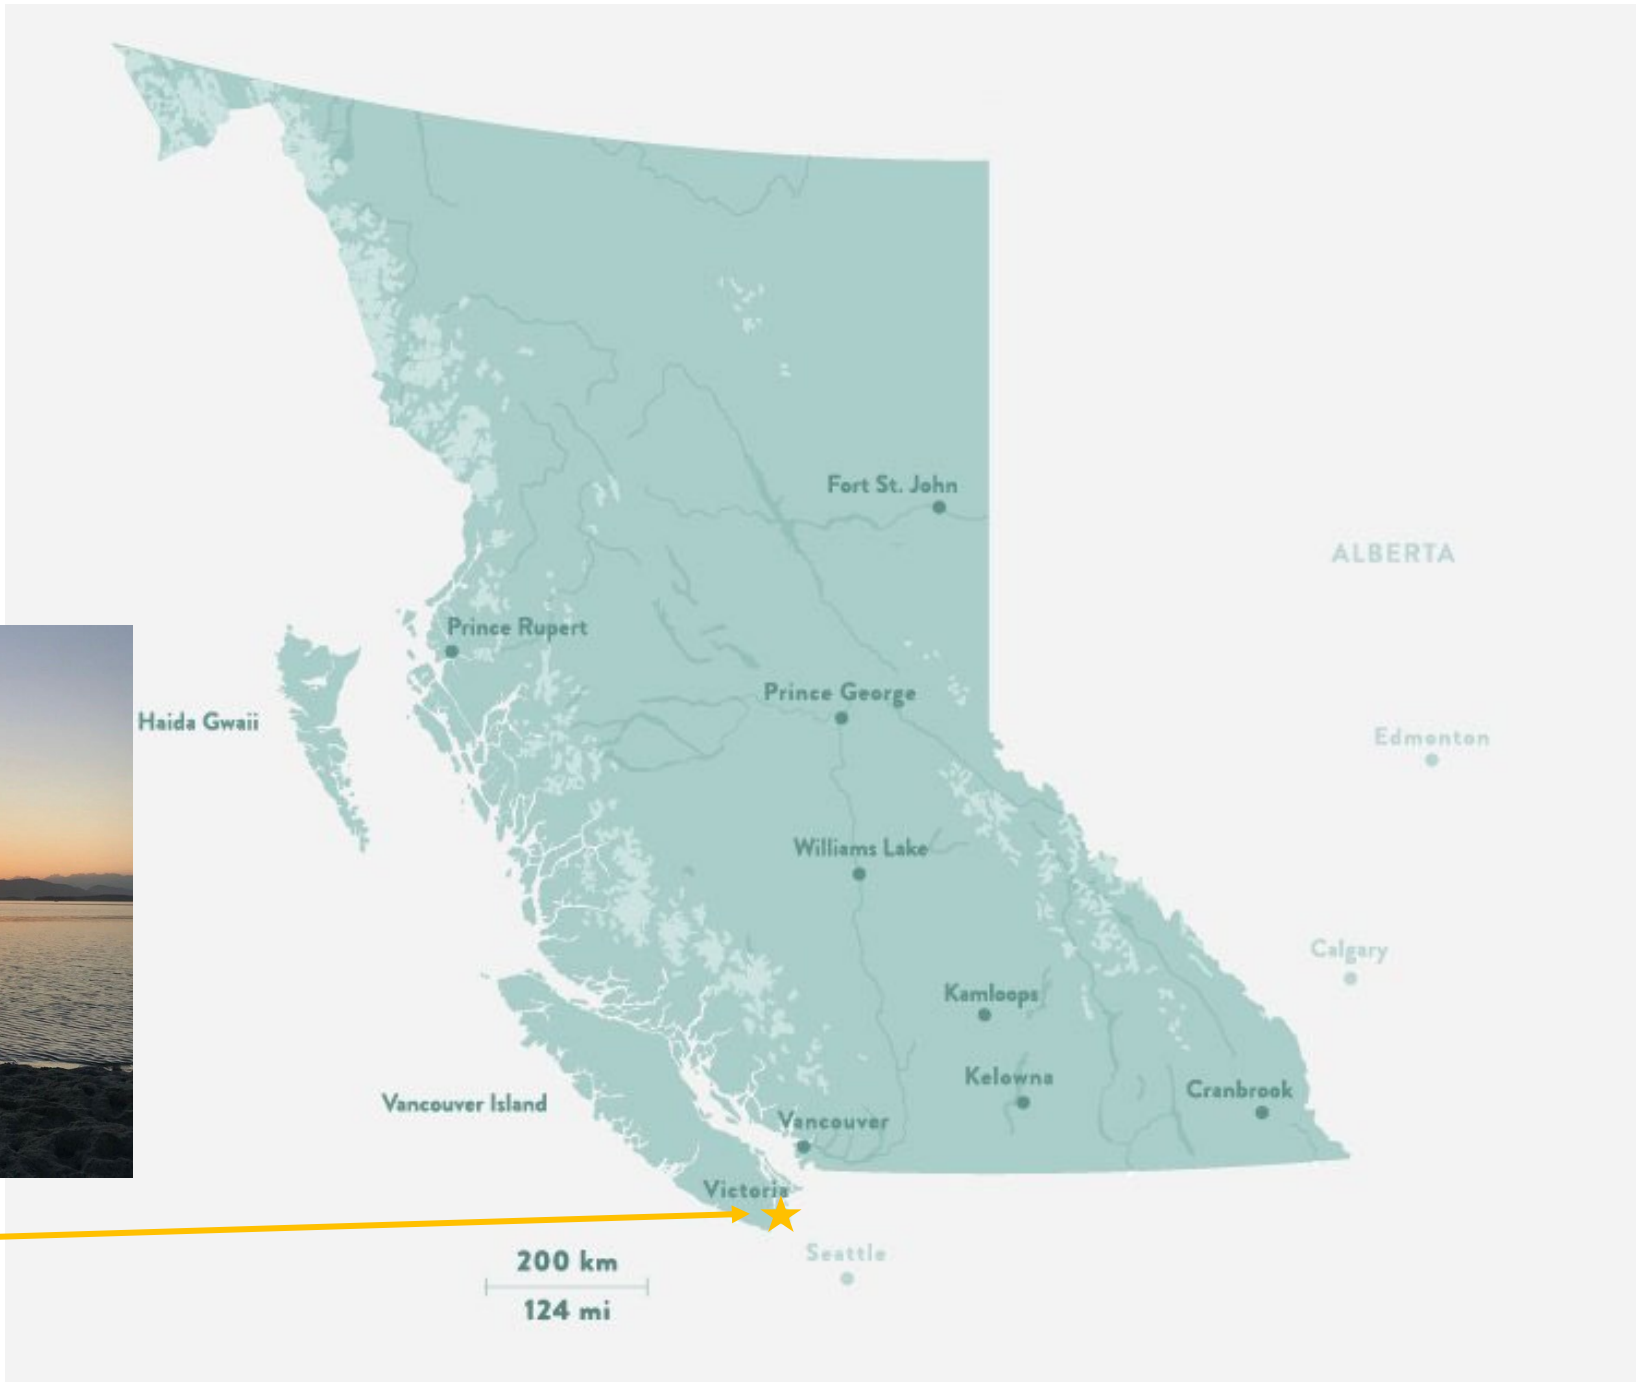 Fort St. John
ALBERTA
Prince Rupert
Prince George
Haida Gwaii
Edmonton
Williams Lake
Calgary
Kamloops
Kelowna
Cranbrook
Vancouver Island
Vancouver
Victoria
Seattle
200 km
124 mi